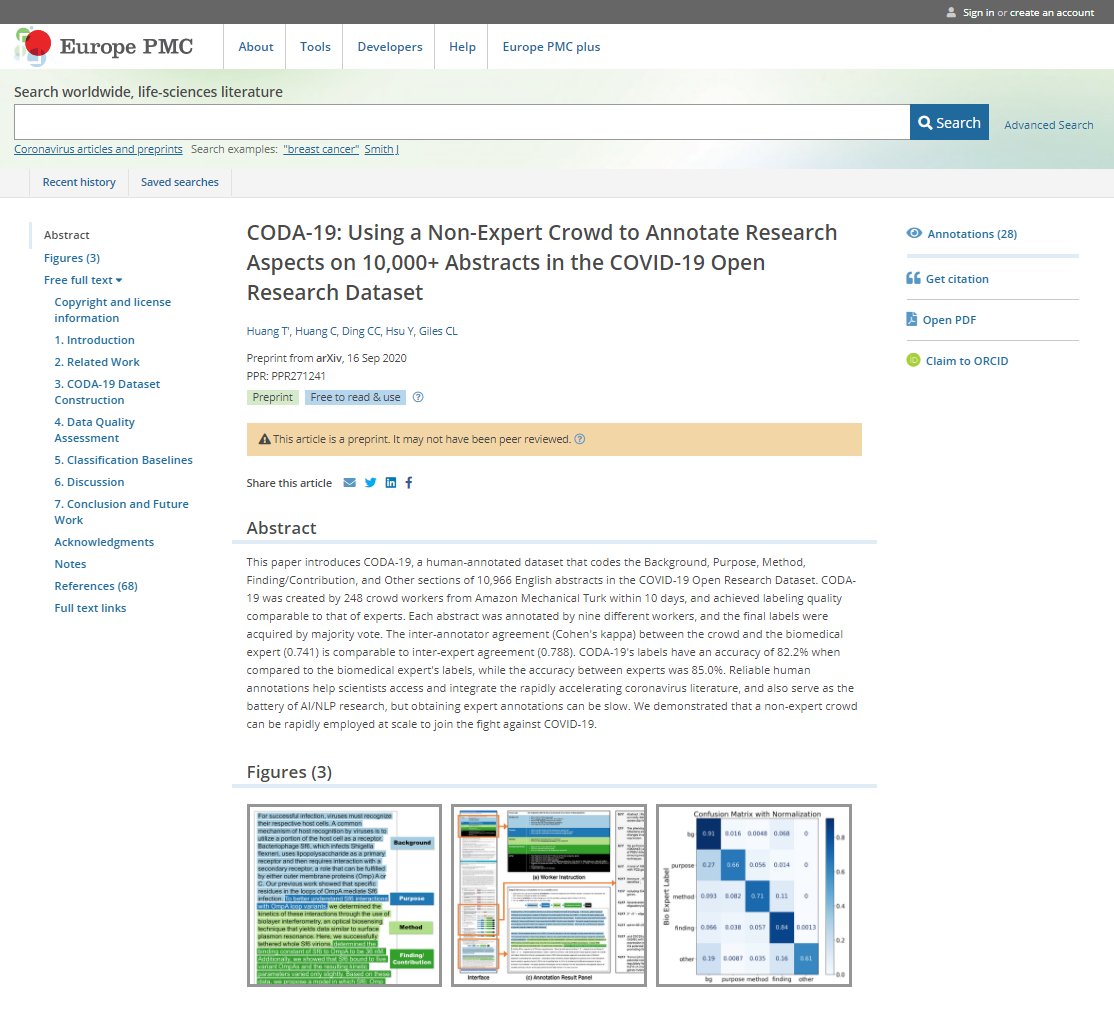 Sign in or create an account
Europe PMC
About
Tools
Developers
Help
Europe PMC plus
Search worldwide, life-sciences literature
Search
Advanced Search
Coronavirus articles and preprints Search examples: "breast cancer" Smith J
Recent history
Saved searches
Abstract
Figures (3)
Free full text
Copyright and license
information
1. Introduction
2. Related Work
3. CODA-19 Dataset
Construction
4. Data Quality
Assessment
5. Classification Baselines
6. Discussion
7. Conclusion and Future
Work
Acknowledgments
Notes
References (68)
Full text links
CODA-19: Using a Non-Expert Crowd to Annotate Research
Aspects on 10,000+ Abstracts in the COVID-19 Open
Research Dataset
Huang T', Huang C, Ding CC, Hsu Y, Giles CL
Preprint from arXiv, 16 Sep 2020
PPR: PPR271241
Preprint Free to read & use
This article is a preprint. It may not have been peer reviewed.
Share this article
Abstract
This paper introduces CODA-19, a human-annotated dataset that codes the Background, Purpose, Method,
Finding/Contribution, and Other sections of 10,966 English abstracts in the COVID-19 Open Research Dataset. CODA-
19 was created by 248 crowd workers from Amazon Mechanical Turk within 10 days, and achieved labeling quality
comparable to that of experts. Each abstract was annotated by nine different workers, and the final labels were
acquired by majority vote. The inter-annotator agreement (Cohen's kappa) between the crowd and the biomedical
expert (0.741) is comparable to inter-expert agreement (0.788). CODA-19's labels have an accuracy of 82.2% when
compared to the biomedical expert's labels, while the accuracy between experts was 85.0%. Reliable human
annotations help scientists access and integrate the rapidly accelerating coronavirus literature, and also serve as the
battery of AI/NLP research, but obtaining expert annotations can be slow. We demonstrated that a non-expert crowd
can be rapidly employed at scale to join the fight against COVID-19.
Figures (3)
For successful infection, viruses must recognize
their respective host cells. A common
mechanism of host recognition by viruses is to
utilize a portion of the host cell as a receptor.
Bacteriophage Sf6, which infects Shigella
flexneri, uses lipopolysaccharide as a primary
receptor and then requires interaction with a
secondary receptor, a role that can be fulfilled
by either outer membrane proteins (Omp) A or
C. Our previous work showed that specific
residues in the loops of OmpA mediate Sf6
infection. To better understand Sf6 interactions
with OmpA loop variants, we determined the
kinetics of these interactions through the use of
biolayer interferometry, an optical biosensing
technique that yields data similar to surface
plasmon resonance. Here, we successfully
tethered whole Sf6 virions, determined the
binding constant of Sf6 to OmpA to be 36 nM.
Additionally, we showed that Sf6 bound to five
variant OmpAs and the resulting kinetic
parameters varied only slightly. Based on these
data, we propose a model in which Sf6: Omp
Background
Purpose
Method
Finding/
Contribution
(a) Worker Instruction
Interface
(c) Annotation Result Panel
Confusion Matrix with Normalization
Bio Expert Label
bg 0.91 0.016 0.0048 0.068 0
purpose 0.27 0.66 0.056 0.014 0
method 0.093 0.082 0.71 0.11 0
finding 0.066 0.038 0.057 0.84 0.0013
other 0.19 0.0087 0.035 0.16 0.61
bg purpose method finding other
0.8
0.6
0.4
0.2
0.0
Annotations (28)
Get citation
Open PDF
Claim to ORCID